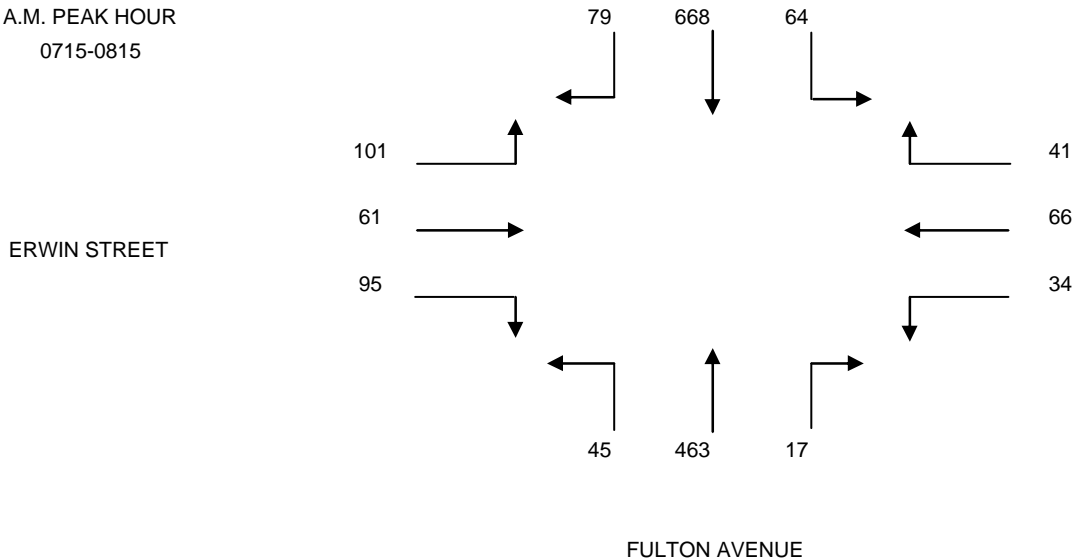 A.M. PEAK HOUR
0715-0815
79 668 64
101 41
61 66
ERWIN STREET
95 34
45 463 17
FULTON AVENUE